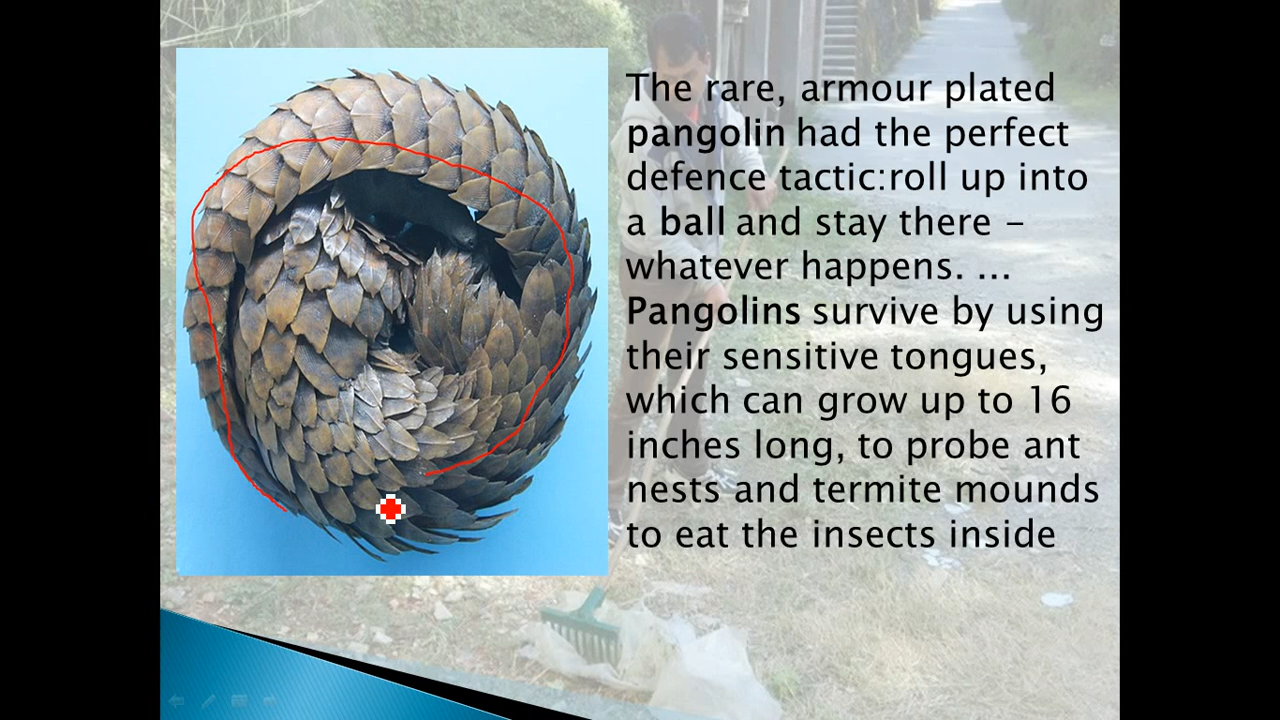 The rare, armour plated
pangolin had the perfect
defence tactic:roll up into
a ball and stay there –
whatever happens. ...
Pangolins survive by using
their sensitive tongues,
which can grow up to 16
inches long, to probe ant
nests and termite mounds
to eat the insects inside